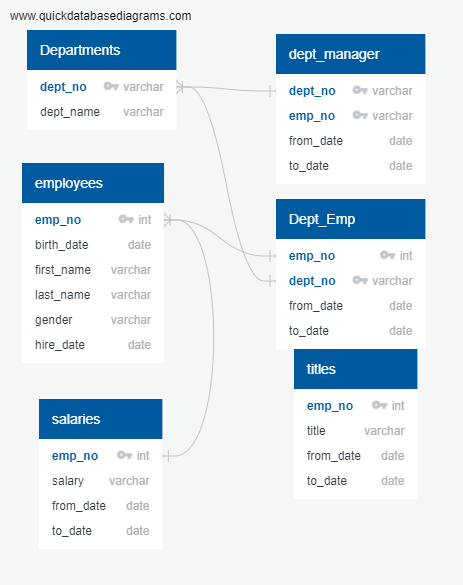 www.quickdatabasediagrams.com
Departments
dept_no varchar
dept_name varchar
dept_manager
dept_no varchar
emp_no varchar
from_date date
to_date date
employees
emp_no int
birth_date date
first_name varchar
last_name varchar
gender varchar
hire_date date
Dept_Emp
emp_no int
dept_no varchar
from_date date
to_date date
titles
emp_no int
title varchar
from_date date
to_date date
salaries
emp_no int
salary varchar
from_date date
to_date date